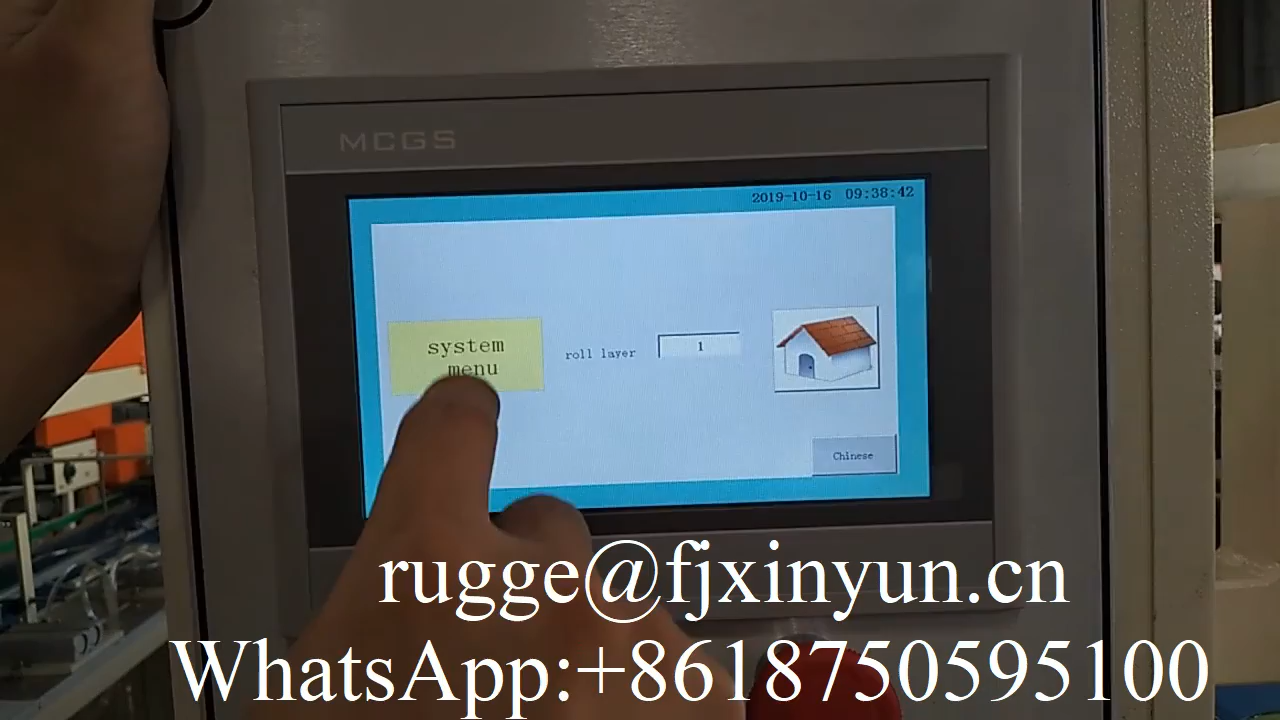 MCGS
2019-10-16 09:38:42
system
menu
roll layer
1
Chinese
rugge@fjxinyun.cn
WhatsApp:+8618750595100